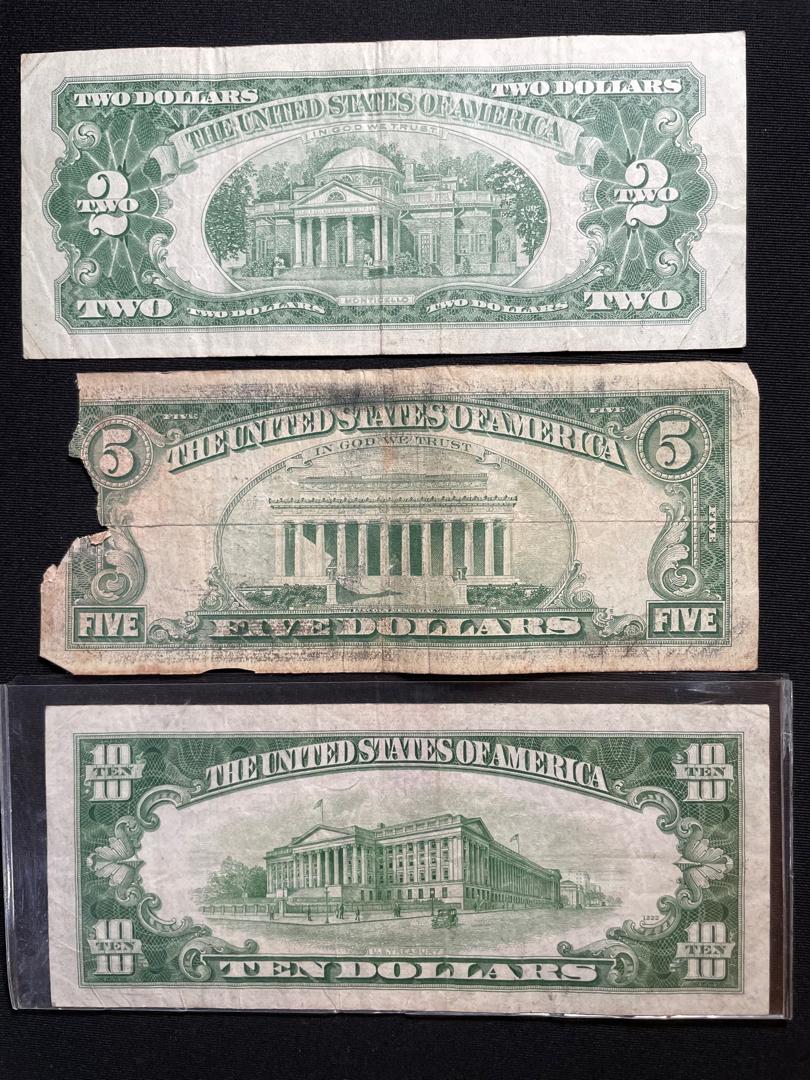 TWO DOLLARS TWO DOLLARS
THE UNITED STATES OF AMERICA
IN GOD WE TRUST
2 2
TWO TWO
MONTICELLO
TWO TWO DOLLARS TWO DOLLARS TWO
FIVE FIVE
5 THE UNITED STATES OF AMERICA 5
IN GOD WE TRUST
FIVE
FIVE FIVE DOLLARS FIVE
10 THE UNITED STATES OF AMERICA 10
TEN TEN
1222
10 U.S. TREASURY 10
TEN TEN DOLLARS TEN